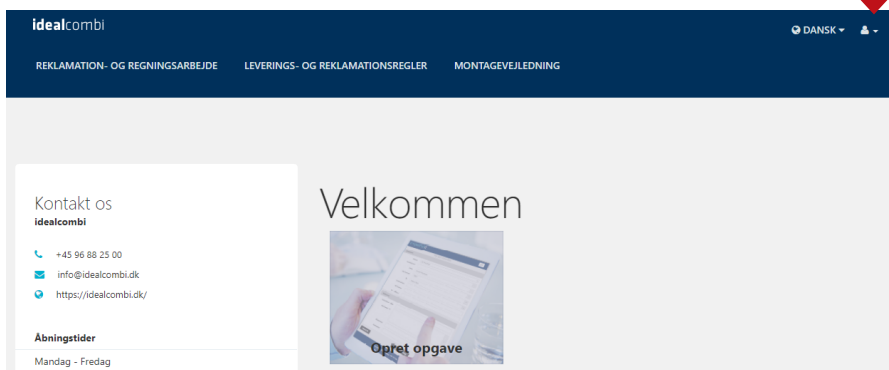 idealcombi
DANSK
REKLAMATION- OG REGNINGSARBEJDE LEVERINGS- OG REKLAMATIONSREGLER MONTAGEVEJLEDNING
Kontakt os
idealcombi
+45 96 88 25 00
info@idealcombi.dk
https://idealcombi.dk/
Åbningstider
Mandag - Fredag
Velkommen
Opret opgave